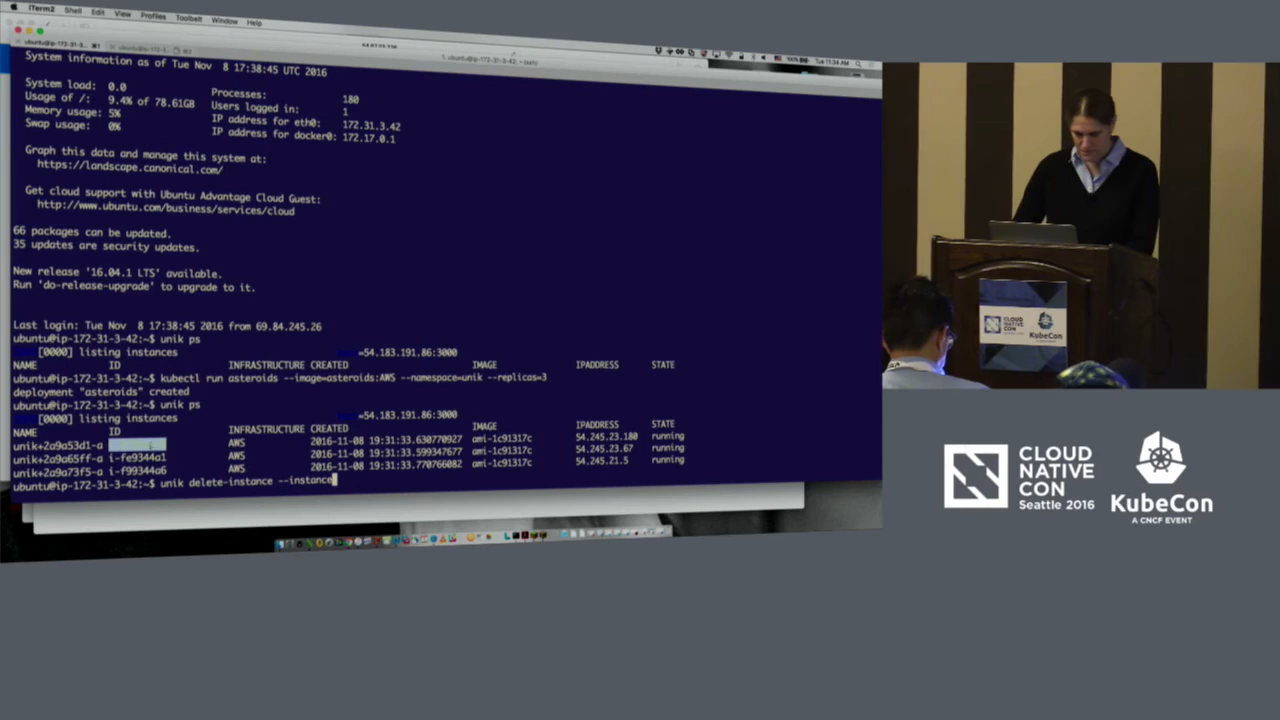 iTerm2 Shell Edit View Profiles Toolbelt Window Help
System information as of Tue Nov 8 17:38:45 UTC 2016
System load: 0.0 Processes: 180
Usage of /: 9.4% of 78.61GB Users logged in: 1
Memory usage: 5% IP address for eth0: 172.31.3.42
Swap usage: 0% IP address for docker0: 172.17.0.1
Graph this data and manage this system at:
https://landscape.canonical.com/
Get cloud support with Ubuntu Advantage Cloud Guest:
http://www.ubuntu.com/business/services/cloud
66 packages can be updated.
35 updates are security updates.
New release '16.04.1 LTS' available.
Run 'do-release-upgrade' to upgrade to it.
Last login: Tue Nov 8 17:38:45 2016 from 69.84.245.26
ubuntu@ip-172-31-3-42:~$ unik ps
[0000] listing instances =54.183.191.86:3000
NAME ID INFRASTRUCTURE CREATED IMAGE IPADDRESS STATE
ubuntu@ip-172-31-3-42:~$ kubectl run asteroids --image=asteroids:AWS --namespace=unik --replicas=3
deployment "asteroids" created
ubuntu@ip-172-31-3-42:~$ unik ps
[0000] listing instances =54.183.191.86:3000
NAME ID INFRASTRUCTURE CREATED IMAGE IPADDRESS STATE
unik+2a9a53d1-a AWS 2016-11-08 19:31:33.630770927 ami-1c91317c 54.245.23.180 running
unik+2a9a65ff-a i-fe9344a1 AWS 2016-11-08 19:31:33.599347677 ami-1c91317c 54.245.23.67 running
unik+2a9a73f5-a i-f99344a6 AWS 2016-11-08 19:31:33.770766082 ami-1c91317c 54.245.21.5 running
ubuntu@ip-172-31-3-42:~$ unik delete-instance --instance
CLOUD
NATIVE
CON
KubeCon
CLOUD
NATIVE
CON
Seattle 2016
KubeCon
A CNCF EVENT